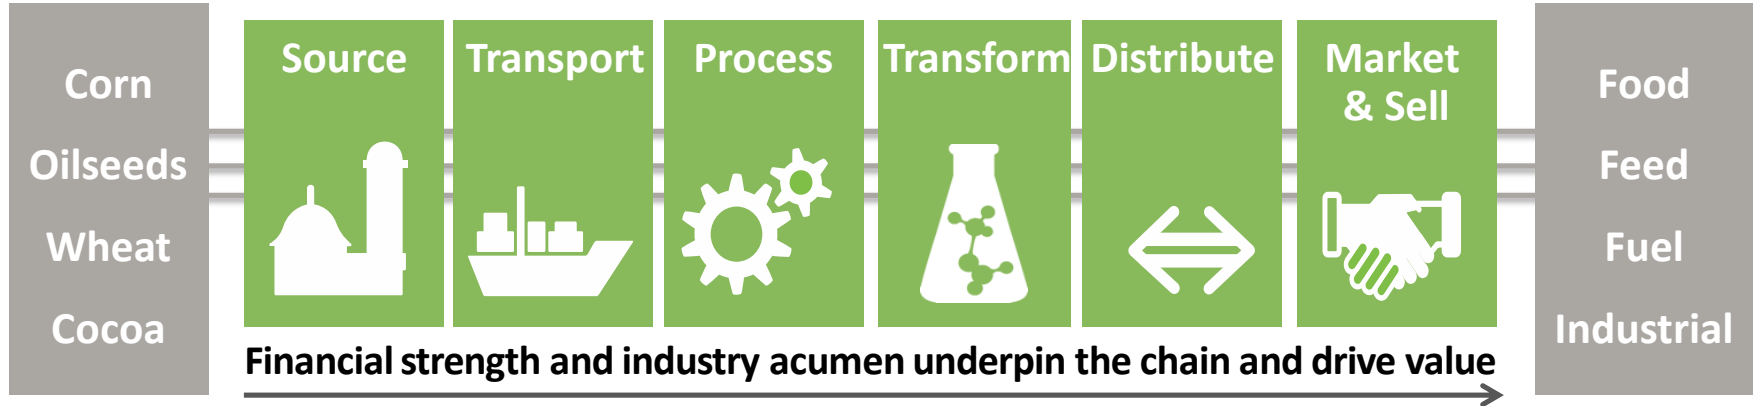 Corn
Oilseeds
Wheat
Cocoa
Source
Transport
Process
Transform
Distribute
Market
& Sell
Food
Feed
Fuel
Industrial
Financial strength and industry acumen underpin the chain and drive value